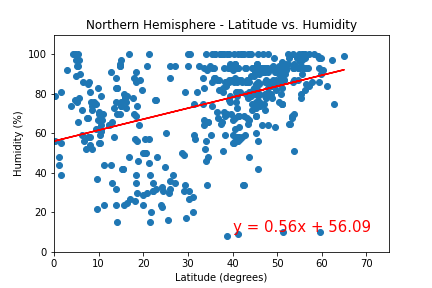 Northern Hemisphere - Latitude vs. Humidity
Humidity (%)
100
80
60
40
20
0
y = 0.56x + 56.09
0 10 20 30 40 50 60 70
Latitude (degrees)